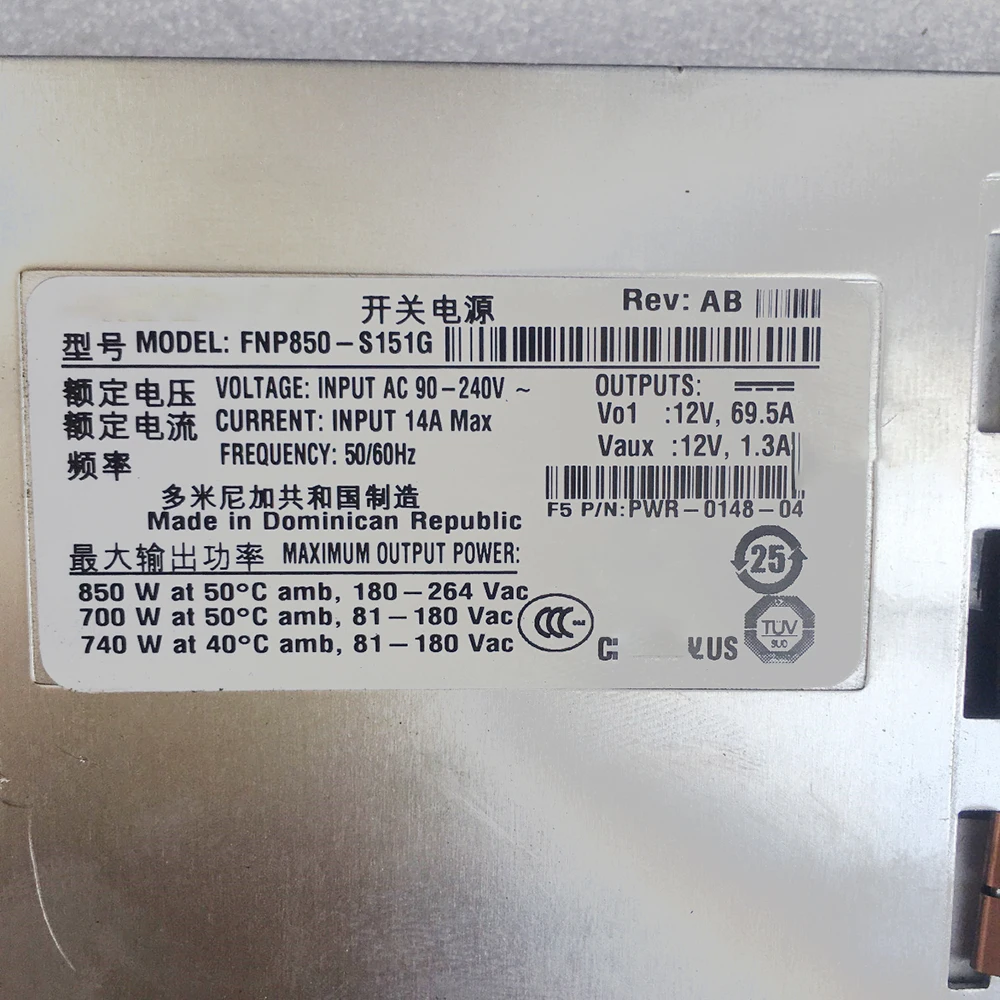 开关电源
Rev: AB
型号 MODEL: FNP850-S151G
额定电压 VOLTAGE: INPUT AC 90-240V ~
额定电流 CURRENT: INPUT 14A Max
频率 FREQUENCY: 50/60Hz
OUTPUTS:
Vo1 :12V, 69.5A
Vaux :12V, 1.3A
F5 P/N:PWR-0148-04
多米尼加共和国制造
Made in Dominican Republic
最大输出功率 MAXIMUM OUTPUT POWER:
850 W at 50°C amb, 180-264 Vac
700 W at 50°C amb, 81-180 Vac
740 W at 40°C amb, 81-180 Vac
CCC
25
US
TÜV
SUD